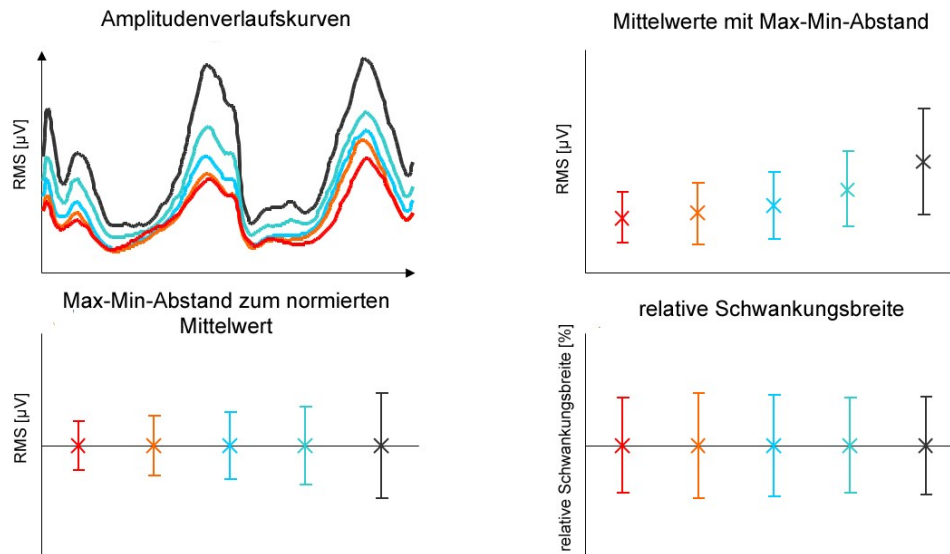 Amplitudenverlaufskurven
RMS [µV]
Mittelwerte mit Max-Min-Abstand
RMS [µV]
Max-Min-Abstand zum normierten
Mittelwert
RMS [µV]
relative Schwankungsbreite
relative Schwankungsbreite [%]